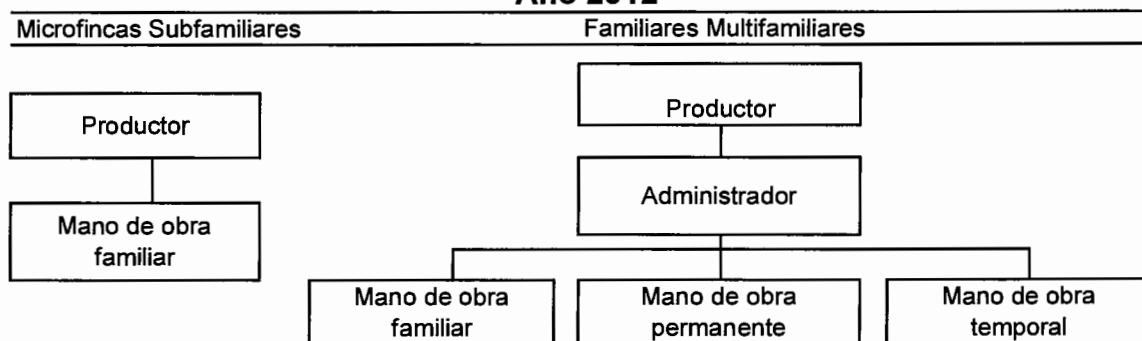 Microfincas Subfamiliares
Familiares Multifamiliares
Productor
Mano de obra
familiar
Productor
Administrador
Mano de obra
familiar
Mano de obra
permanente
Mano de obra
temporal